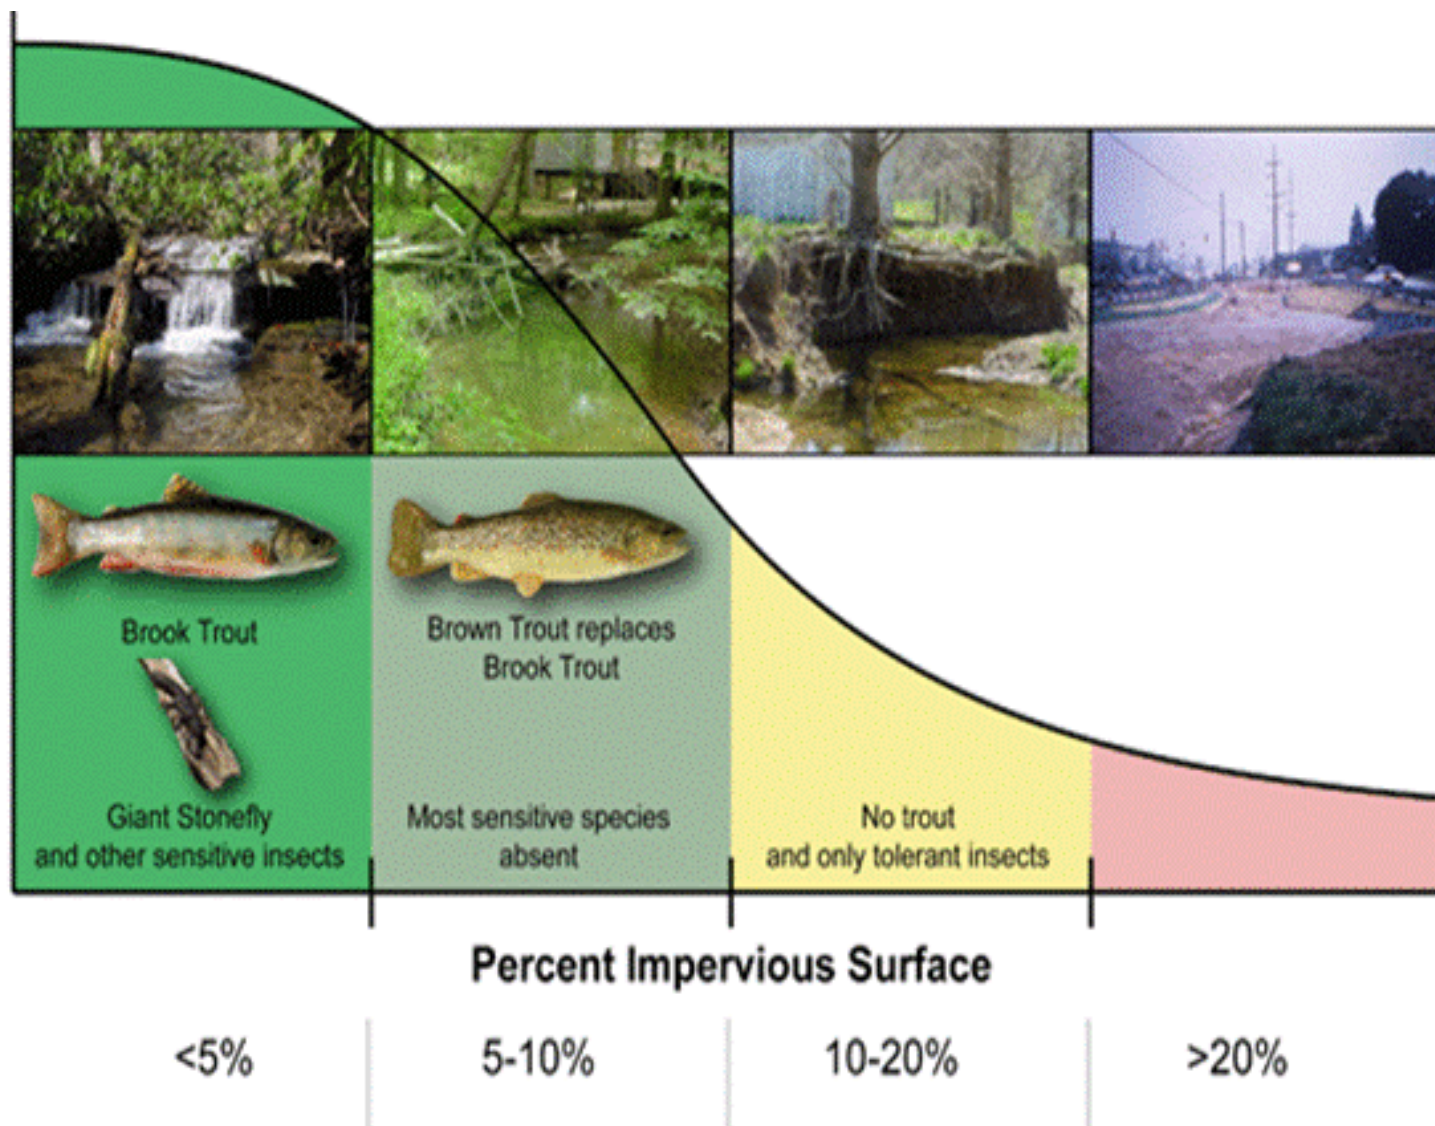 Brook Trout
Giant Stonefly
and other sensitive insects
Brown Trout replaces
Brook Trout
Most sensitive species
absent
No trout
and only tolerant insects
Percent Impervious Surface
<5%
5-10%
10-20%
>20%